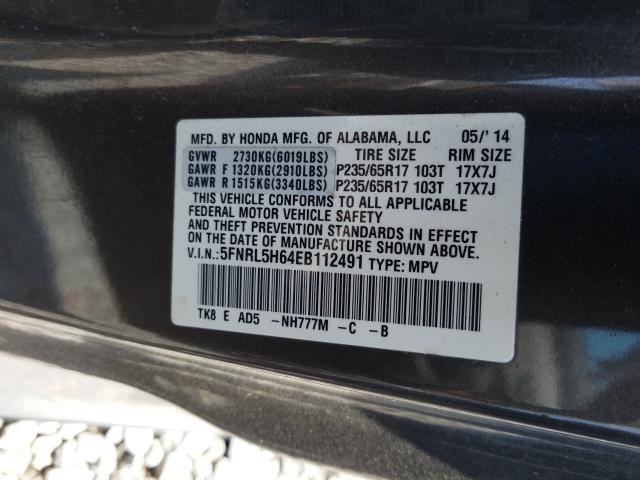 MFD. BY HONDA MFG. OF ALABAMA, LLC 05/'14
GVWR 2730KG(6019LBS) TIRE SIZE RIM SIZE
GAWR F 1320KG(2910LBS) P235/65R17 103T 17X7J
GAWR R 1515KG(3340LBS) P235/65R17 103T 17X7J
THIS VEHICLE CONFORMS TO ALL APPLICABLE
FEDERAL MOTOR VEHICLE SAFETY
AND THEFT PREVENTION STANDARDS IN EFFECT
ON THE DATE OF MANUFACTURE SHOWN ABOVE.
V.I.N.: 5FNRL5H64EB112491 TYPE: MPV
TK8 E AD5 -NH777M -C -B